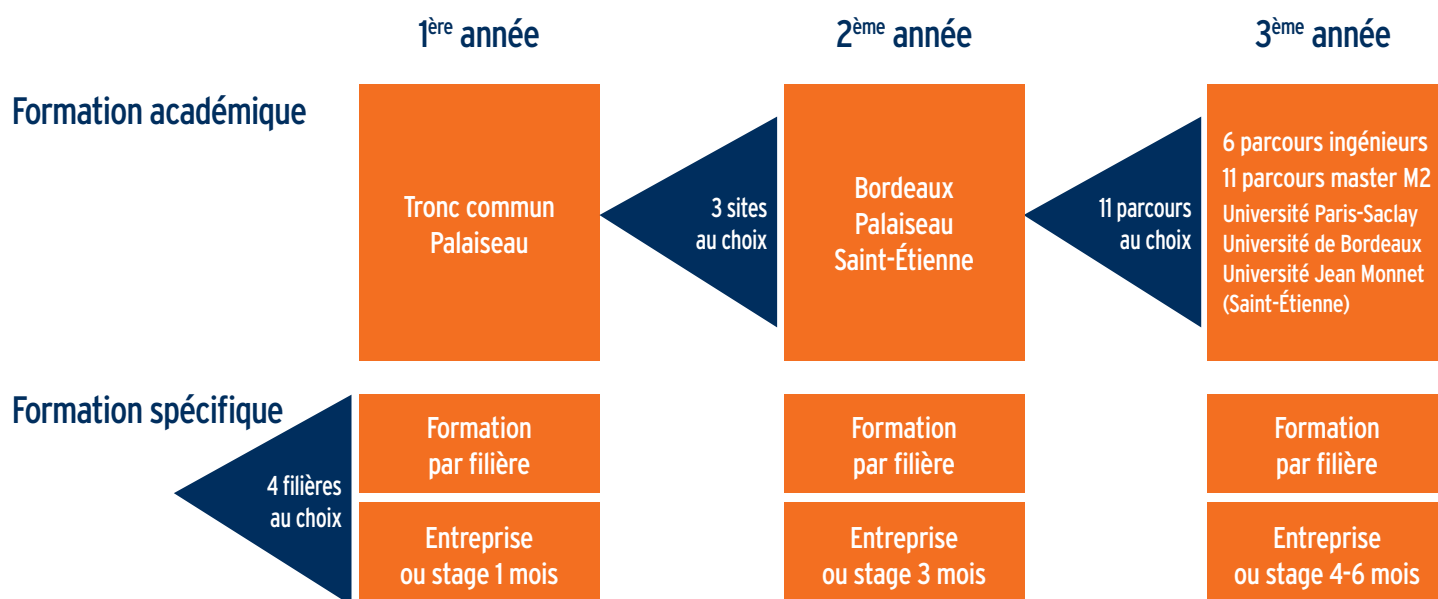 1ère année
2ème année
3ème année
Formation académique
Tronc commun
Palaiseau
3 sites
au choix
Bordeaux
Palaiseau
Saint-Étienne
11 parcours
au choix
6 parcours ingénieurs
11 parcours master M2
Université Paris-Saclay
Université de Bordeaux
Université Jean Monnet
(Saint-Étienne)
Formation spécifique
4 filières
au choix
Formation
par filière
Formation
par filière
Formation
par filière
Entreprise
ou stage 1 mois
Entreprise
ou stage 3 mois
Entreprise
ou stage 4-6 mois